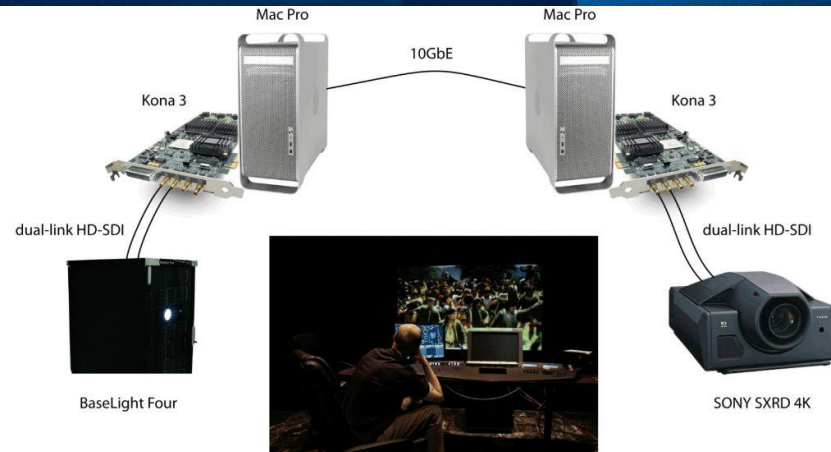 Mac Pro
Mac Pro
10GbE
Kona 3
Kona 3
dual-link HD-SDI
dual-link HD-SDI
BaseLight Four
SONY SXRD 4K